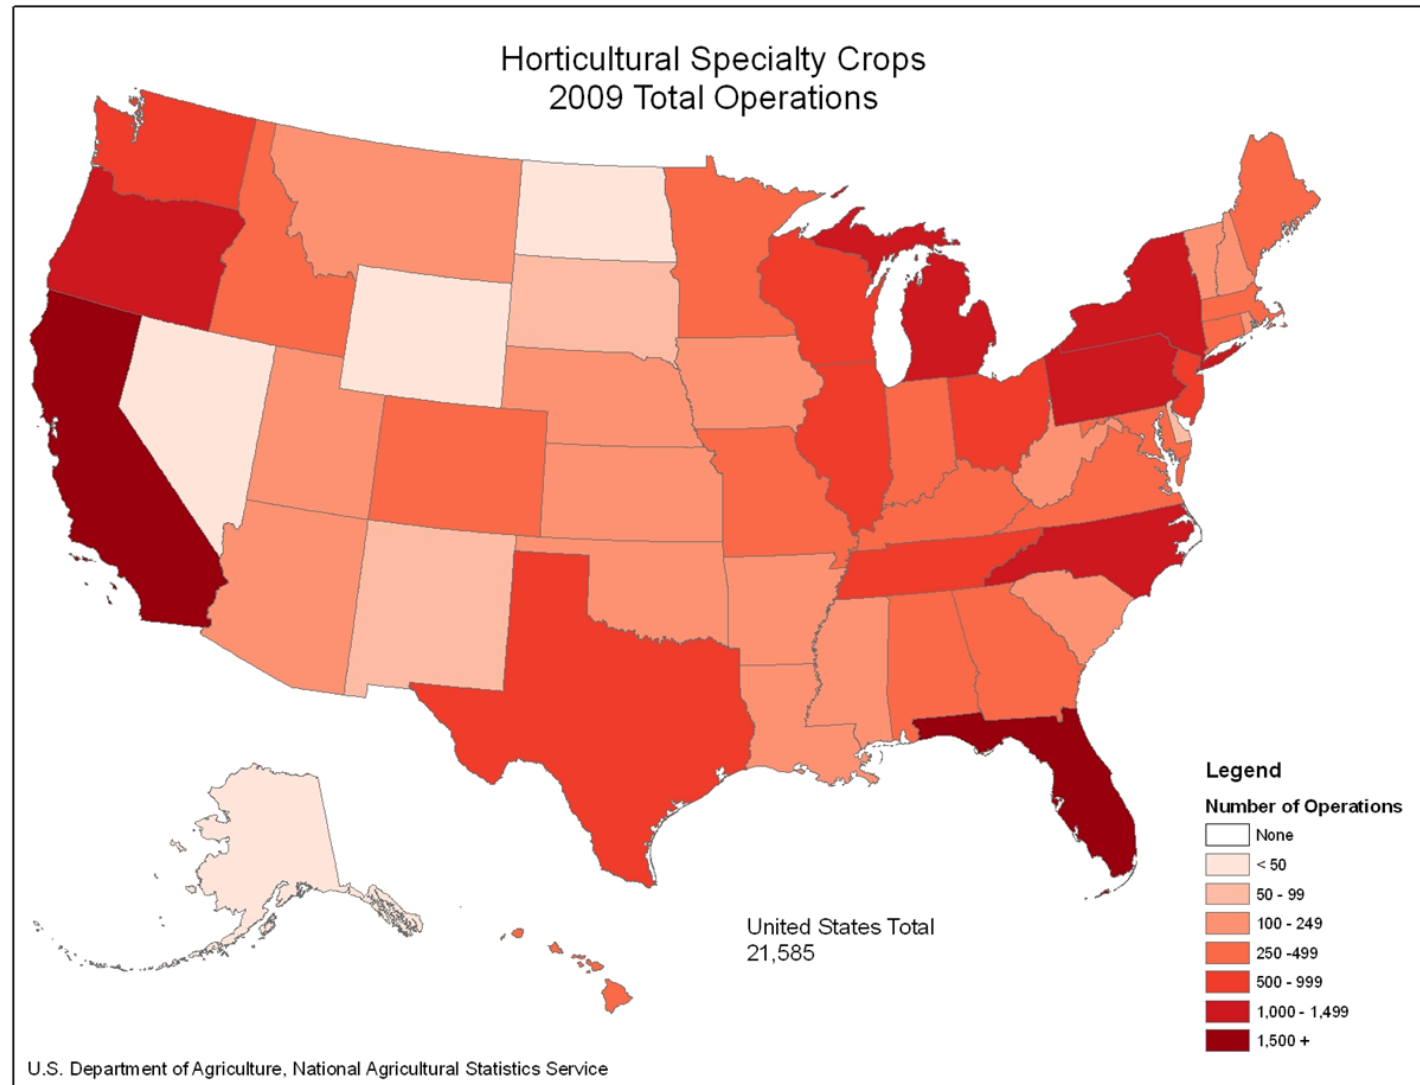 Horticultural Specialty Crops
2009 Total Operations
Legend
Number of Operations
None
< 50
50 - 99
100 - 249
250 -499
500 - 999
1,000 - 1,499
1,500 +
United States Total
21,585
U.S. Department of Agriculture, National Agricultural Statistics Service